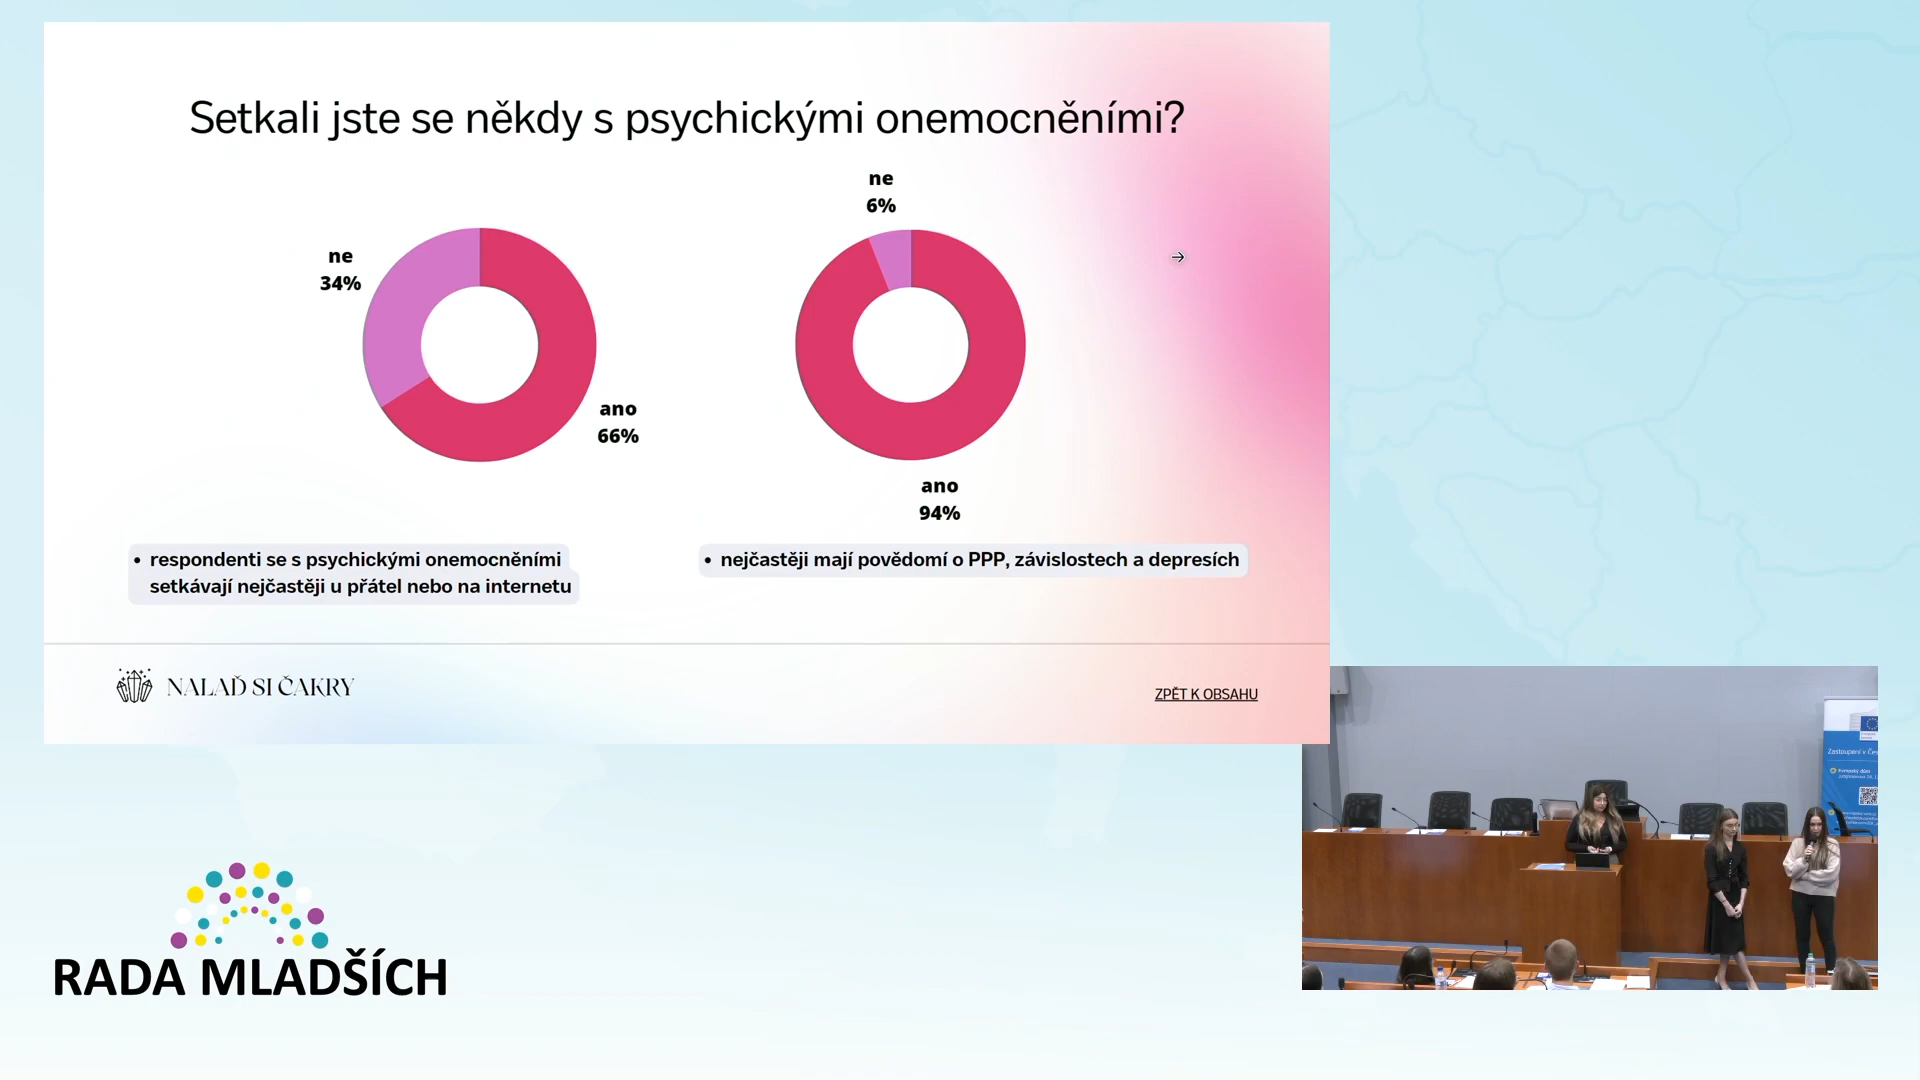 Setkali jste se někdy s psychickými onemocněními?
ne
34%
ano
66%
ne
6%
ano
94%
• respondenti se s psychickými onemocněními
setkávají nejčastěji u přátel nebo na internetu
• nejčastěji mají povědomí o PPP, závislostech a depresích
NALAĎ SI ČAKRY
ZPĚT K OBSAHU
Zastoupení v
RADA MLADŠÍCH